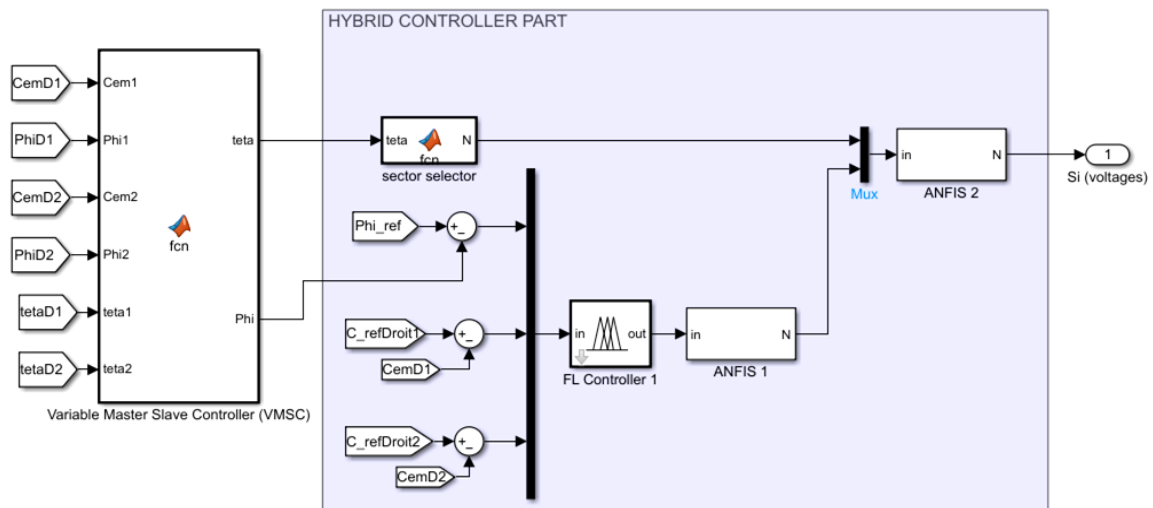 HYBRID CONTROLLER PART
CemD1
Cem1
PhiD1
Phi1
teta
CemD2
Cem2
fcn
PhiD2
Phi2
tetaD1
teta1
Phi
tetaD2
teta2
Variable Master Slave Controller (VMSC)
teta
N
fcn
sector selector
Phi_ref
+
-
C_refDroit1
+
-
CemD1
C_refDroit2
+
-
CemD2
in
out
FL Controller 1
in
N
ANFIS 1
Mux
in
N
ANFIS 2
1
Si (voltages)